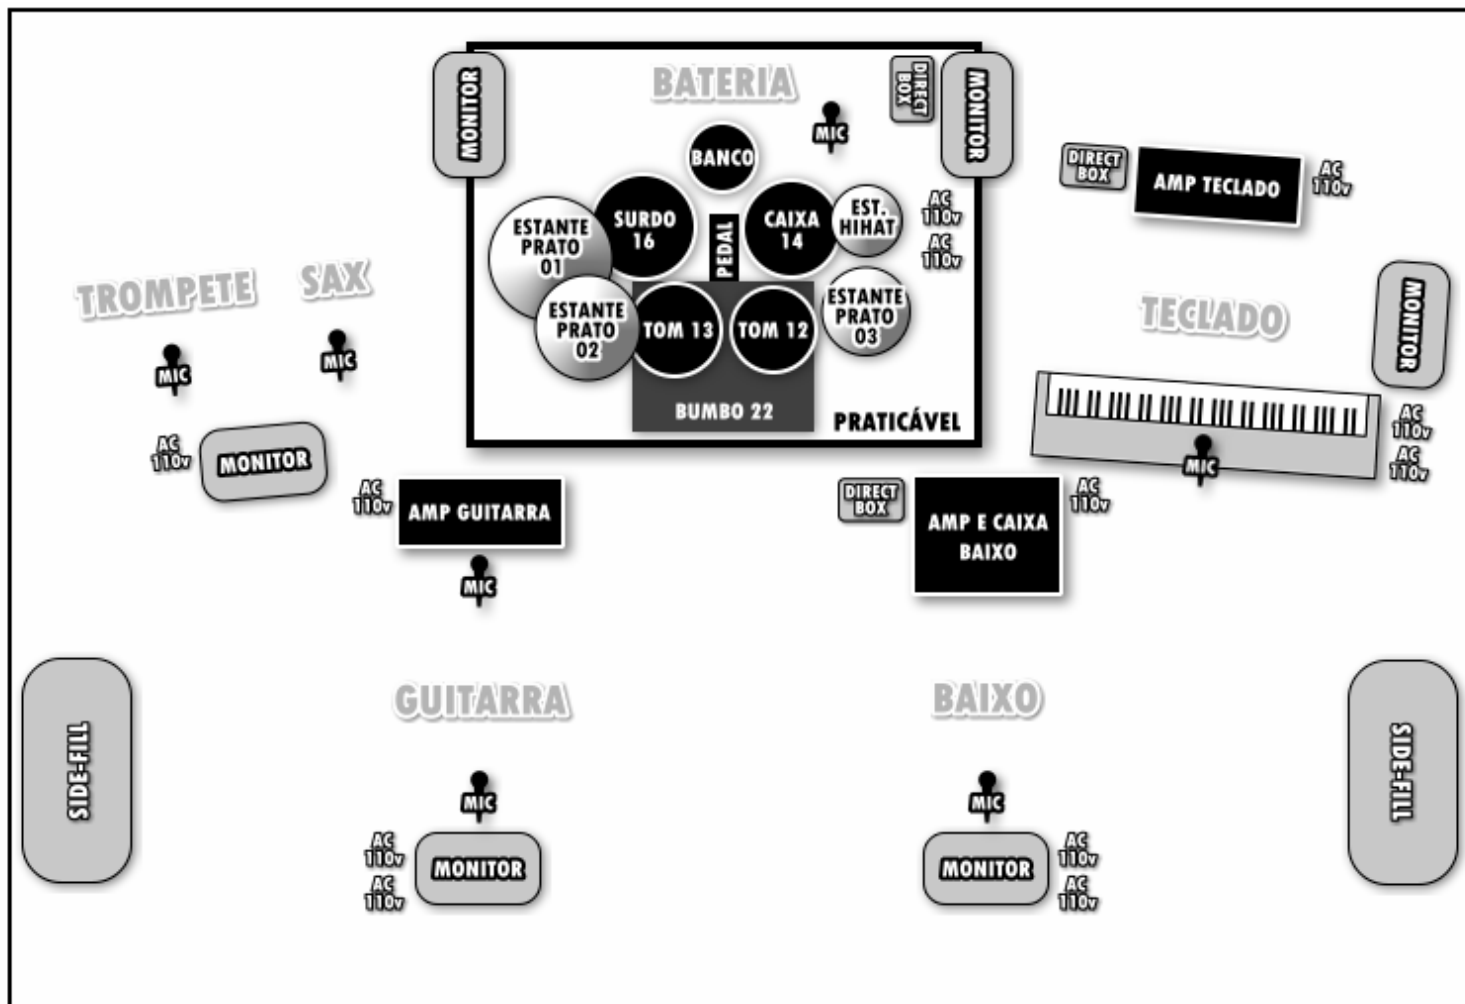 BATERIA
MONITOR
DIRECT
BOX
MONITOR
MIC
BANCO
DIRECT
BOX
AMP TECLADO
AC
110v
ESTANTE
PRATO
01
SURDO
16
PEDAL
CAIXA
14
EST.
HIHAT
AC
110v
AC
110v
TROMPETE
SAX
ESTANTE
PRATO
02
TOM 13
TOM 12
ESTANTE
PRATO
03
TECLADO
MONITOR
MIC
MIC
BUMBO 22
PRATICÁVEL
AC
110v
MONITOR
MIC
AC
110v
AC
110v
AC
110v
AMP GUITARRA
MIC
DIRECT
BOX
AMP E CAIXA
BAIXO
AC
110v
GUITARRA
BAIXO
SIDE-FILL
SIDE-FILL
MIC
MIC
AC
110v
AC
110v
MONITOR
MONITOR
AC
110v
AC
110v